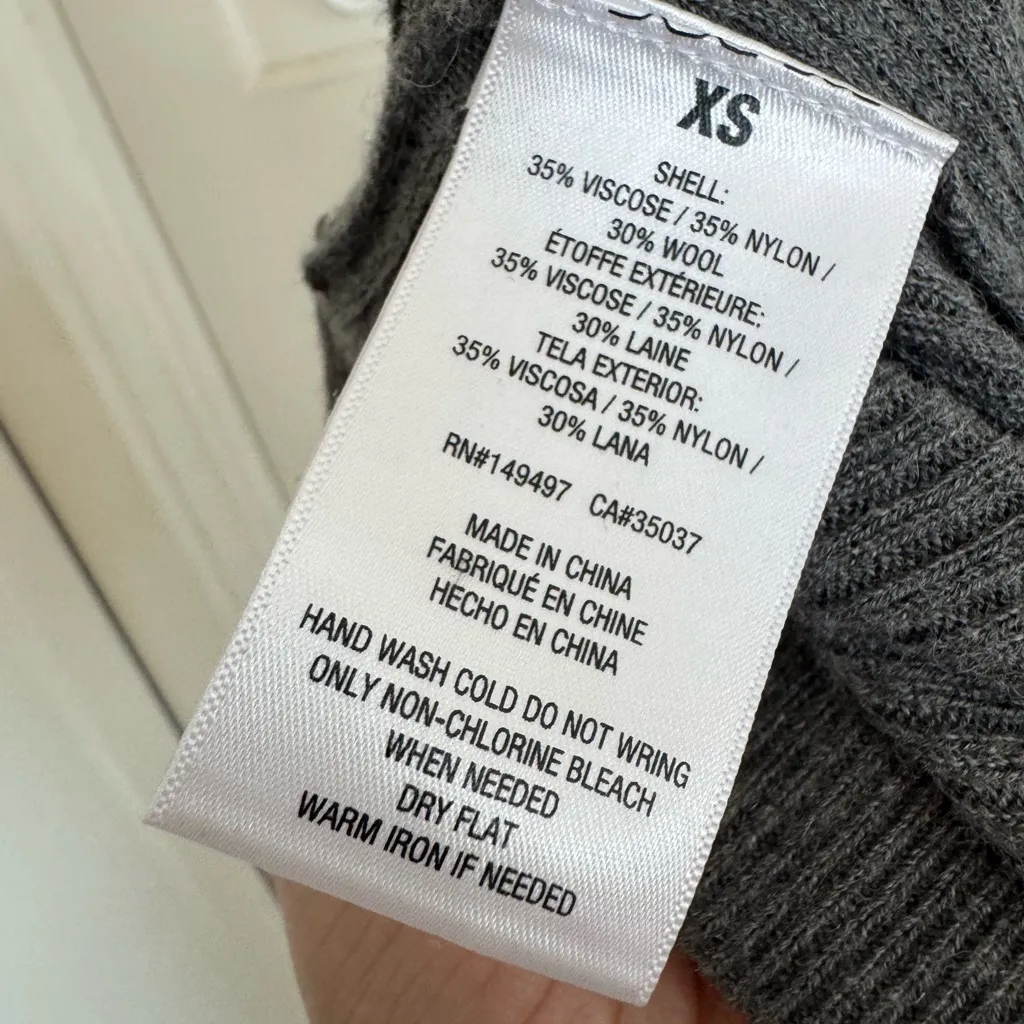 XS
SHELL:
35% VISCOSE / 35% NYLON /
30% WOOL
ÉTOFFE EXTÉRIEURE:
35% VISCOSE / 35% NYLON /
30% LAINE
TELA EXTERIOR:
35% VISCOSA / 35% NYLON /
30% LANA
RN#149497 CA#35037
MADE IN CHINA
FABRIQUÉ EN CHINE
HECHO EN CHINA
HAND WASH COLD DO NOT WRING
ONLY NON-CHLORINE BLEACH
WHEN NEEDED
DRY FLAT
WARM IRON IF NEEDED